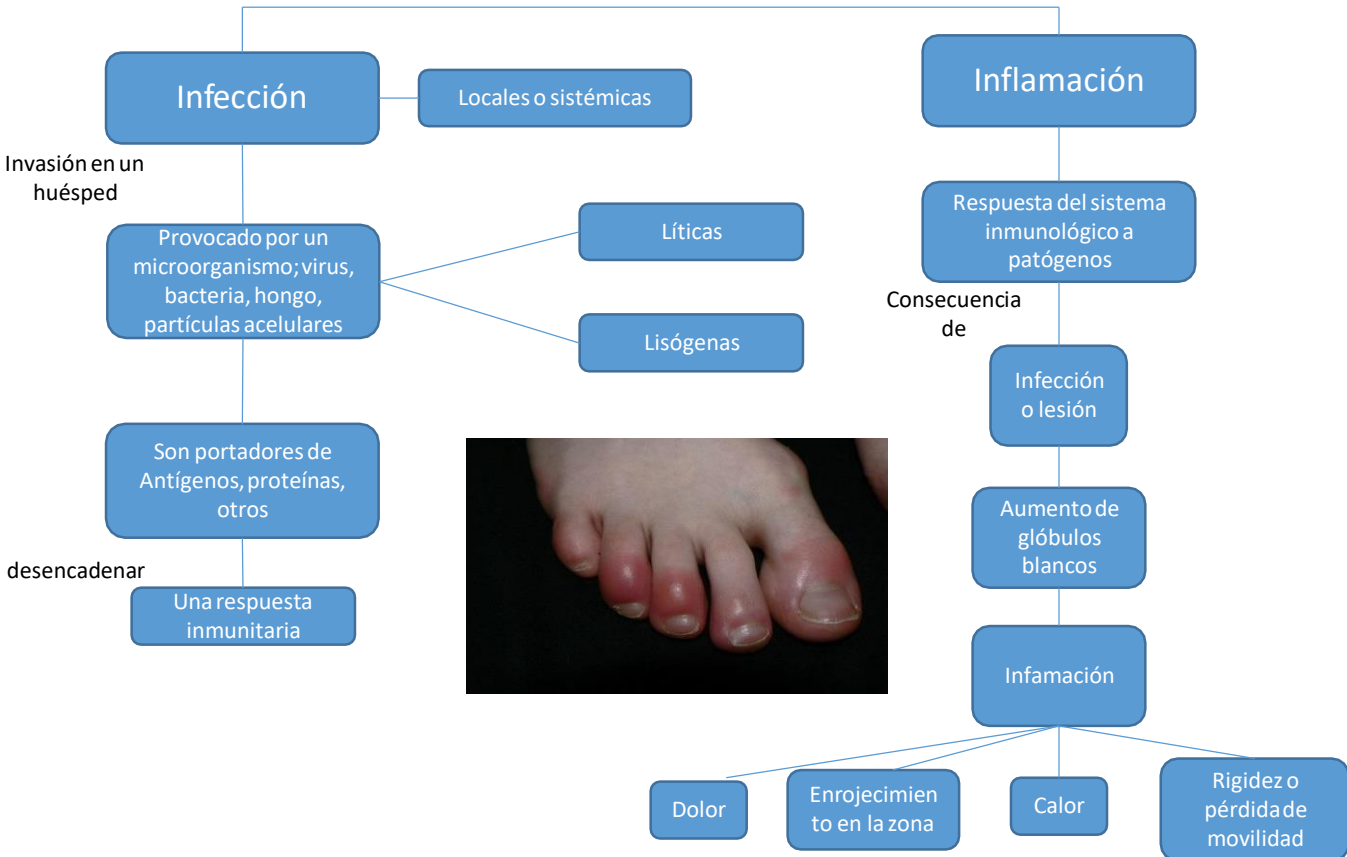 Infección
Locales o sistémicas
Invasión en un
huésped
Provocado por un
microorganismo; virus,
bacteria, hongo,
partículas acelulares
Líticas
Lisógenas
Son portadores de
Antígenos, proteínas,
otros
desencadenar
Una respuesta
inmunitaria
Inflamación
Respuesta del sistema
inmunológico a
patógenos
Consecuencia
de
Infección
o lesión
Aumento de
glóbulos
blancos
Infamación
Dolor
Enrojecimien
to en la zona
Calor
Rigidez o
pérdida de
movilidad